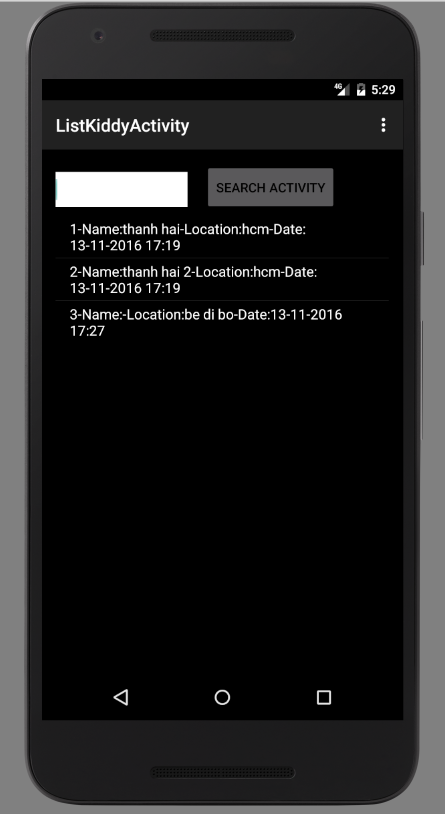 4G 5:29
ListKiddyActivity
SEARCH ACTIVITY
1-Name:thanh hai-Location:hcm-Date:
13-11-2016 17:19
2-Name:thanh hai 2-Location:hcm-Date:
13-11-2016 17:19
3-Name:-Location:be di bo-Date:13-11-2016
17:27